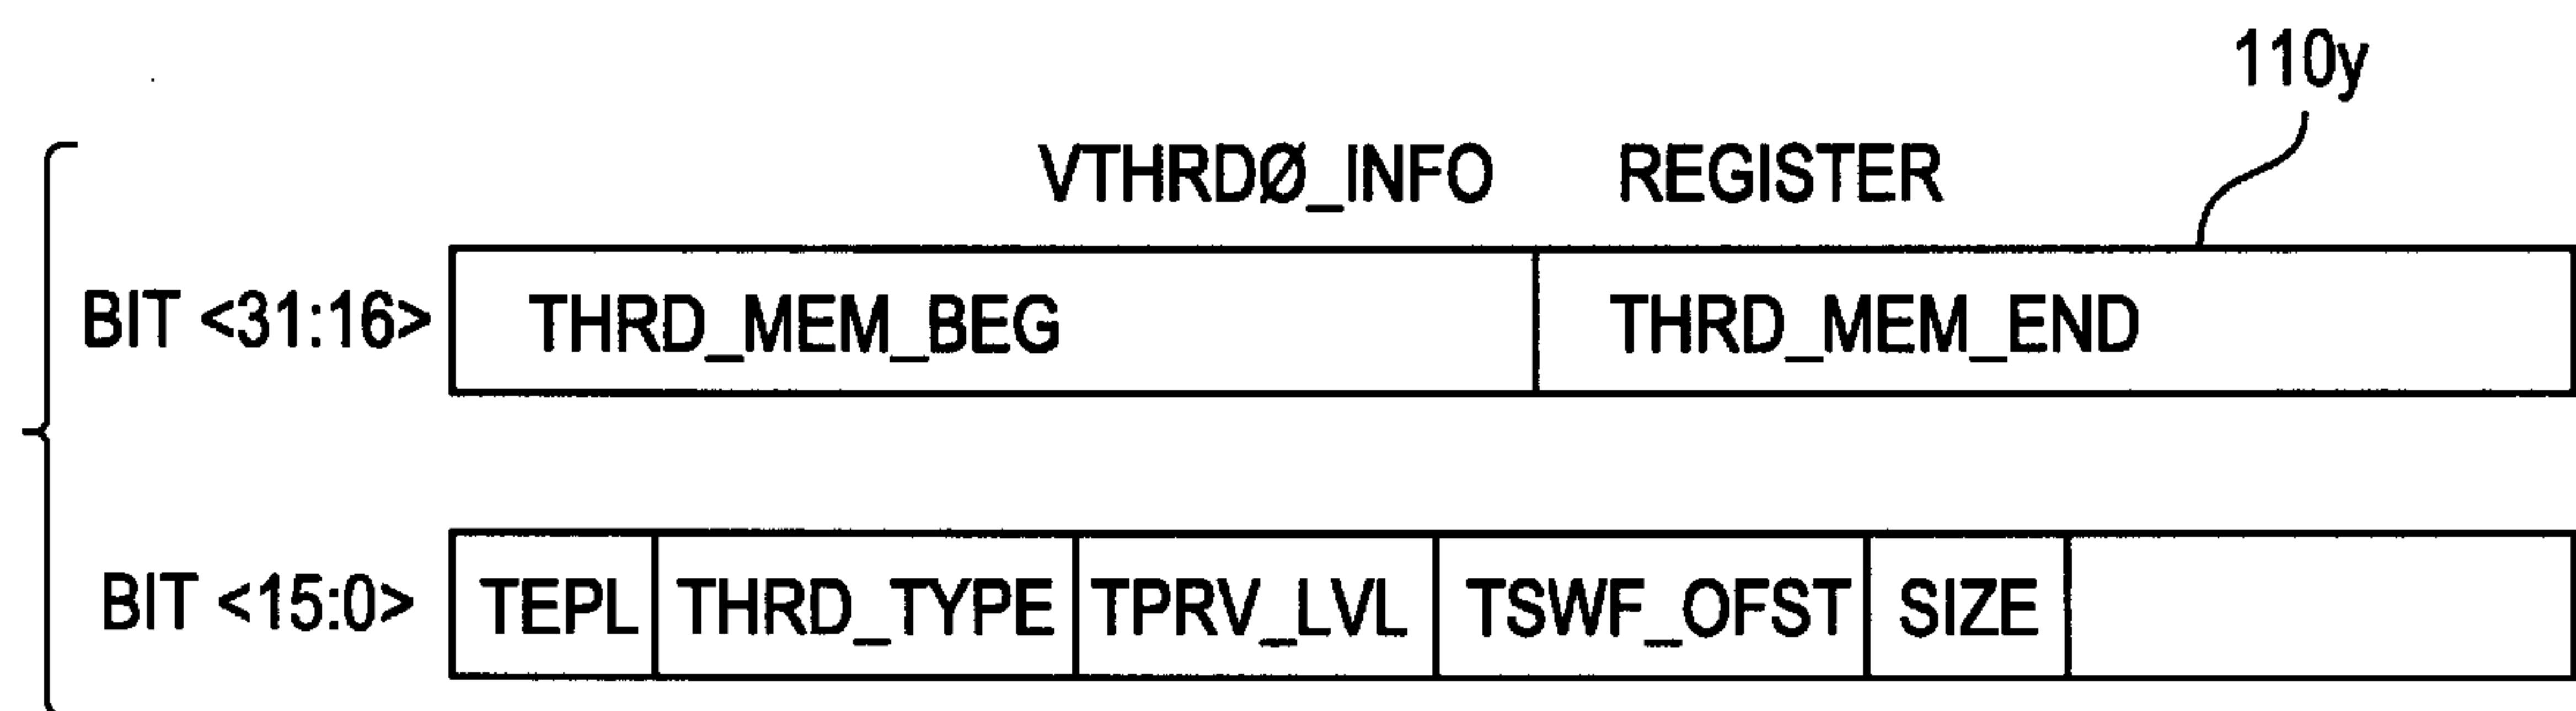 110y
VTHRDØ_INFO REGISTER
BIT <31:16> THRD_MEM_BEG THRD_MEM_END
BIT <15:0> TEPL THRD_TYPE TPRV_LVL TSWF_OFST SIZE